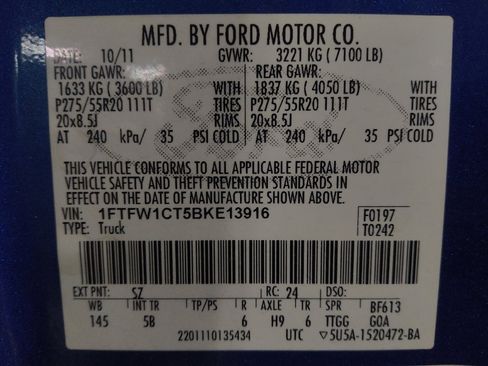 MFD. BY FORD MOTOR CO.
DATE: 10/11 GVWR: 3221 KG ( 7100 LB)
FRONT GAWR: REAR GAWR:
1633 KG ( 3600 LB) WITH 1837 KG ( 4050 LB) WITH
P275/55R20 111T TIRES P275/55R20 111T TIRES
20x8.5J RIMS 20x8.5J RIMS
AT 240 kPa/ 35 PSI COLD AT 240 kPa/ 35 PSI COLD
THIS VEHICLE CONFORMS TO ALL APPLICABLE FEDERAL MOTOR
VEHICLE SAFETY AND THEFT PREVENTION STANDARDS IN
EFFECT ON THE DATE OF MANUFACTURE SHOWN ABOVE.
VIN: 1FTFW1CT5BKE13916 F0197
TYPE: Truck T0242
EXT PNT: SZ RC: 24 DSO:
WB INT TR TP/PS R AXLE TR SPR BF613
145 5B 6 H9 6 TTGG GOA
2201110135434 UTC ▽5U5A-1520472-BA